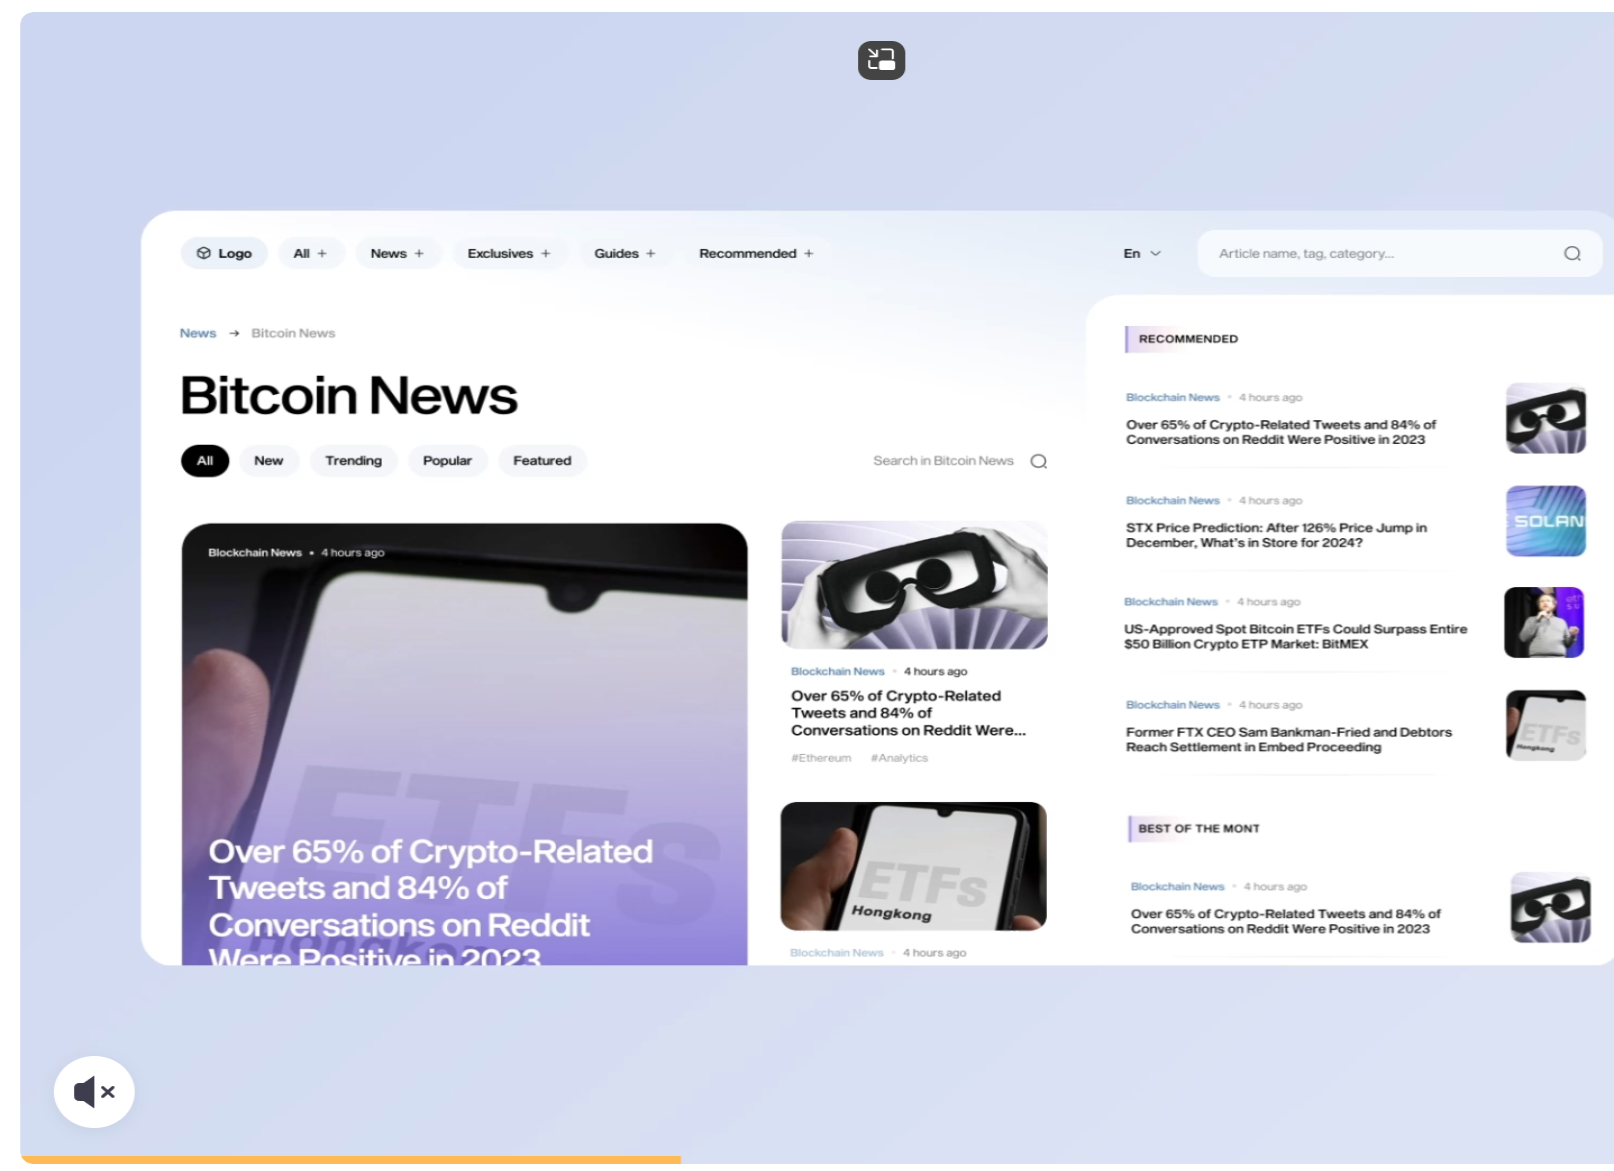 Logo
All
News
Exclusives
Guides
Recommended
En
Article name, tag, category...
News → Bitcoin News
Bitcoin News
All
New
Trending
Popular
Featured
Search in Bitcoin News
Blockchain News • 4 hours ago
ETFs
Hongkong
Over 65% of Crypto-Related
Tweets and 84% of
Conversations on Reddit
Were Positive in 2023
Blockchain News • 4 hours ago
Over 65% of Crypto-Related
Tweets and 84% of
Conversations on Reddit Were...
#Ethereum #Analytics
ETFs
Hongkong
Blockchain News • 4 hours ago
RECOMMENDED
Blockchain News • 4 hours ago
Over 65% of Crypto-Related Tweets and 84% of
Conversations on Reddit Were Positive in 2023
Blockchain News • 4 hours ago
STX Price Prediction: After 126% Price Jump in
December, What's in Store for 2024?
SOLAN
Blockchain News • 4 hours ago
US-Approved Spot Bitcoin ETFs Could Surpass Entire
$50 Billion Crypto ETP Market: BitMEX
Blockchain News • 4 hours ago
Former FTX CEO Sam Bankman-Fried and Debtors
Reach Settlement in Embed Proceeding
ETFs
Hongkong
BEST OF THE MONT
Blockchain News • 4 hours ago
Over 65% of Crypto-Related Tweets and 84% of
Conversations on Reddit Were Positive in 2023